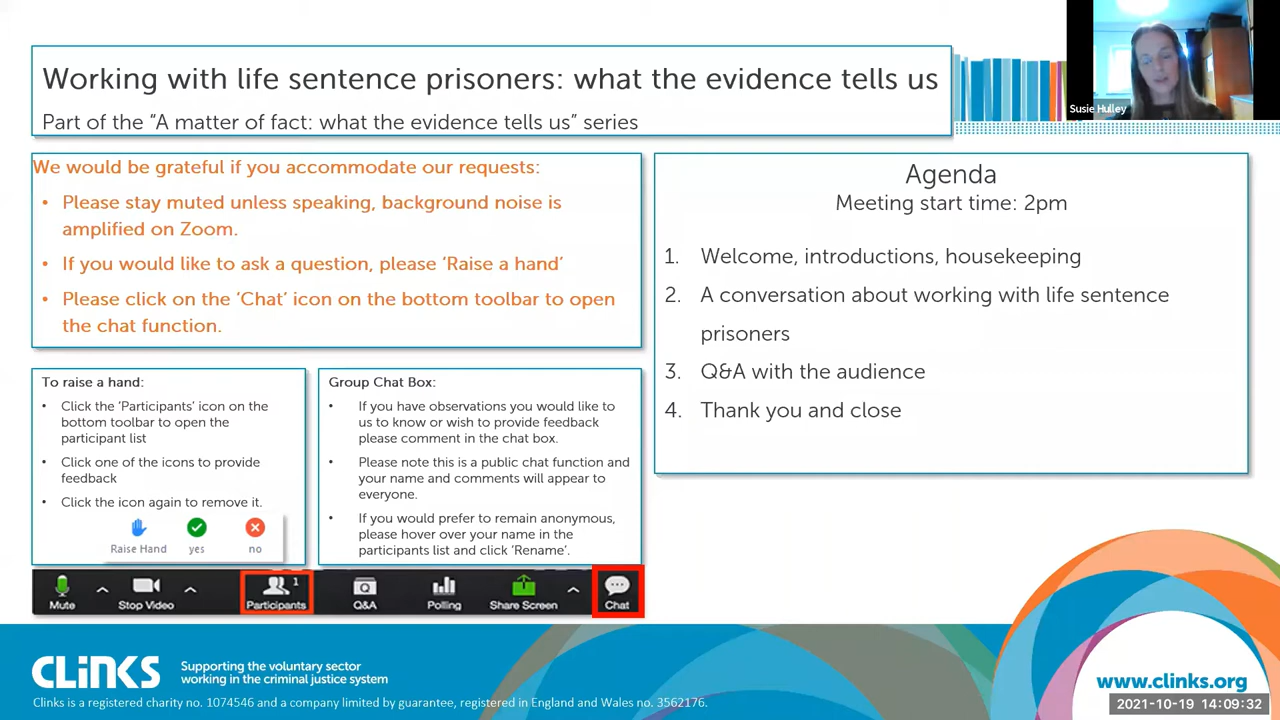 Working with life sentence prisoners: what the evidence tells us
Part of the "A matter of fact: what the evidence tells us" series
Susie Hulley
We would be grateful if you accommodate our requests:
• Please stay muted unless speaking, background noise is
amplified on Zoom.
• If you would like to ask a question, please ‘Raise a hand’
• Please click on the ‘Chat’ icon on the bottom toolbar to open
the chat function.
Agenda
Meeting start time: 2pm
1. Welcome, introductions, housekeeping
2. A conversation about working with life sentence
prisoners
3. Q&A with the audience
4. Thank you and close
To raise a hand:
• Click the ‘Participants’ icon on the
bottom toolbar to open the
participant list
• Click one of the icons to provide
feedback
• Click the icon again to remove it.
Raise Hand yes no
Group Chat Box:
• If you have observations you would like to
us to know or wish to provide feedback
please comment in the chat box.
• Please note this is a public chat function and
your name and comments will appear to
everyone.
• If you would prefer to remain anonymous,
please hover over your name in the
participants list and click ‘Rename’.
1
Mute Stop Video Participants Q&A Polling Share Screen Chat
CLINKS
Supporting the voluntary sector
working in the criminal justice system
Clinks is a registered charity no. 1074546 and a company limited by guarantee, registered in England and Wales no. 3562176.
www.clinks.org
2021-10-19 14:09:32